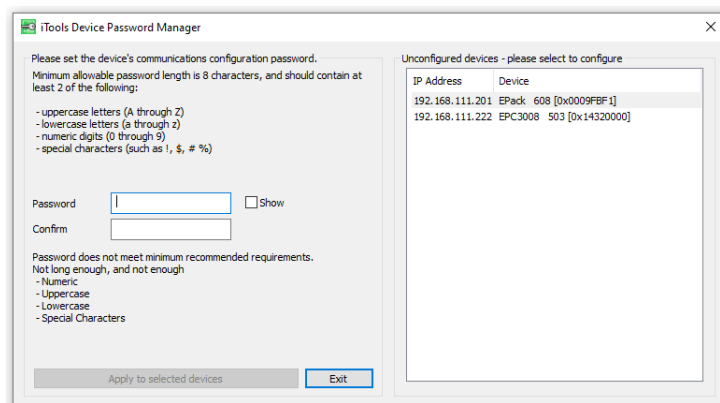 iTools Device Password Manager
Please set the device's communications configuration password.
Minimum allowable password length is 8 characters, and should contain at
least 2 of the following:
- uppercase letters (A through Z)
- lowercase letters (a through z)
- numeric digits (0 through 9)
- special characters (such as !, $, # %)
Password
Show
Confirm
Password does not meet minimum recommended requirements.
Not long enough, and not enough
- Numeric
- Uppercase
- Lowercase
- Special Characters
Apply to selected devices
Exit
Unconfigured devices - please select to configure
IP Address Device
192.168.111.201 EPack 608 [0x0009FBF1]
192.168.111.222 EPC3008 503 [0x14320000]